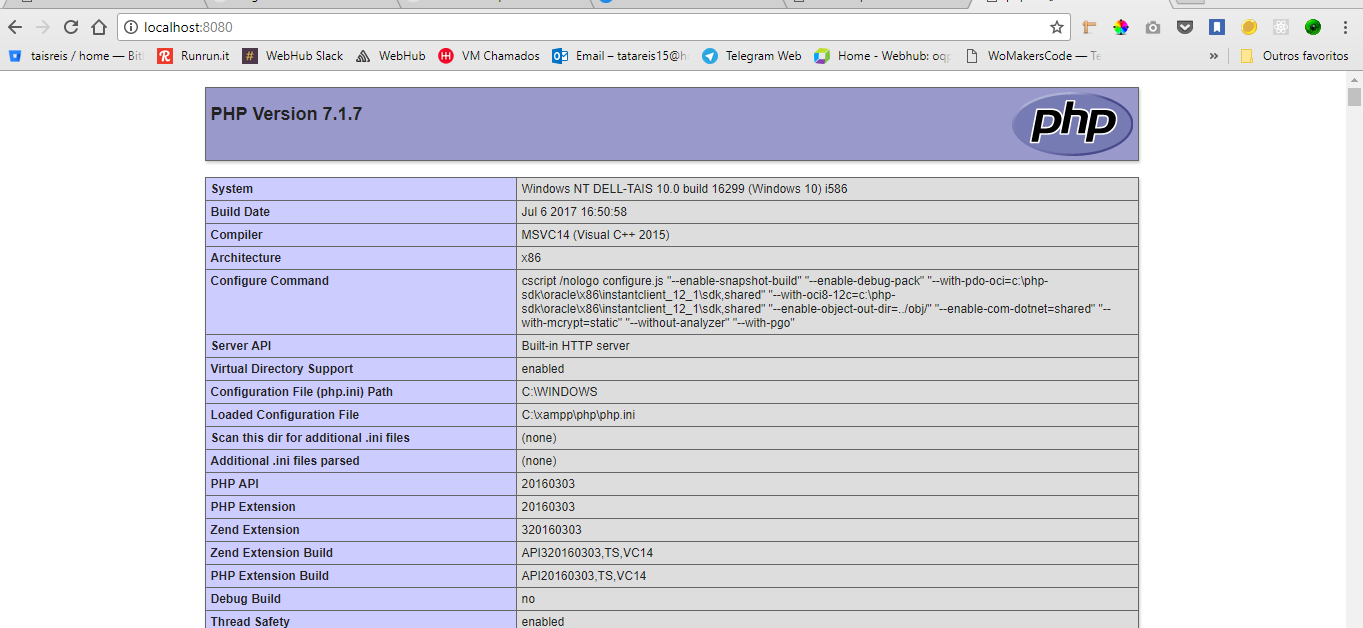 localhost:8080
taisreis / home — Bit
Runrun.it
WebHub Slack
WebHub
VM Chamados
Email – tatareis15@h
Telegram Web
Home - Webhub: oqp
WoMakersCode — Te
»
Outros favoritos
PHP Version 7.1.7
php
System Windows NT DELL-TAIS 10.0 build 16299 (Windows 10) i586
Build Date Jul 6 2017 16:50:58
Compiler MSVC14 (Visual C++ 2015)
Architecture x86
Configure Command cscript /nologo configure.js "--enable-snapshot-build" "--enable-debug-pack" "--with-pdo-oci=c:\php-
sdk\oracle\x86\instantclient_12_1\sdk,shared" "--with-oci8-12c=c:\php-
sdk\oracle\x86\instantclient_12_1\sdk,shared" "--enable-object-out-dir=../obj/" "--enable-com-dotnet=shared" "--
with-mcrypt=static" "--without-analyzer" "--with-pgo"
Server API Built-in HTTP server
Virtual Directory Support enabled
Configuration File (php.ini) Path C:\WINDOWS
Loaded Configuration File C:\xampp\php\php.ini
Scan this dir for additional .ini files (none)
Additional .ini files parsed (none)
PHP API 20160303
PHP Extension 20160303
Zend Extension 320160303
Zend Extension Build API320160303,TS,VC14
PHP Extension Build API20160303,TS,VC14
Debug Build no
Thread Safety enabled